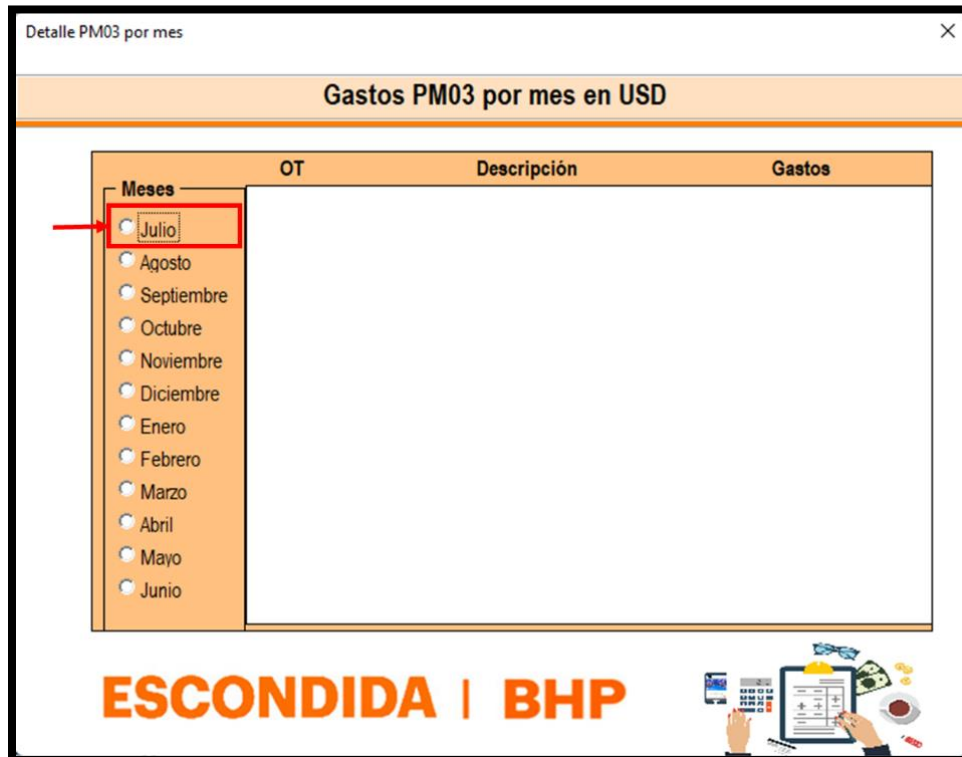 Detalle PM03 por mes
Gastos PM03 por mes en USD
OT Descripción Gastos
Meses
Julio
Agosto
Septiembre
Octubre
Noviembre
Diciembre
Enero
Febrero
Marzo
Abril
Mayo
Junio
ESCONDIDA | BHP